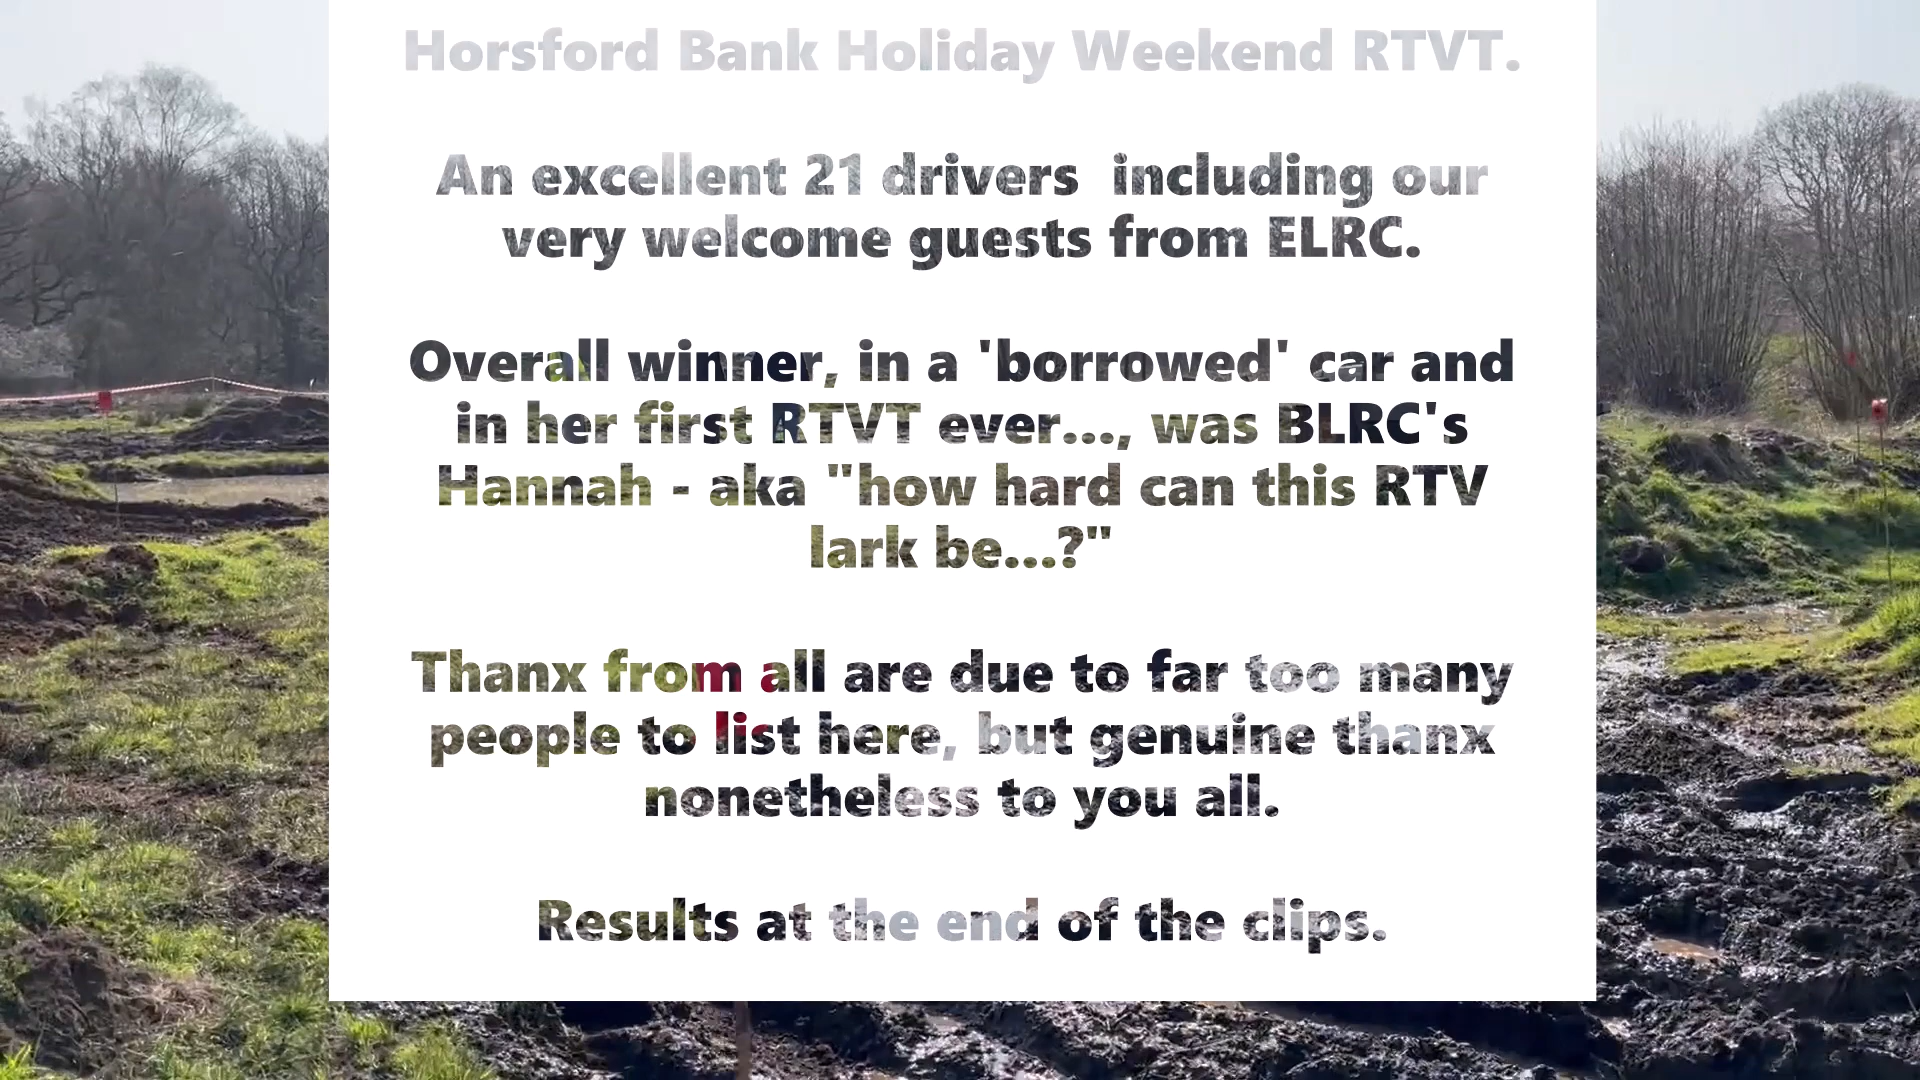 Horsford Bank Holiday Weekend RTVT.
An excellent 21 drivers  including our
very welcome guests from ELRC.
Overall winner, in a 'borrowed' car and
in her first RTVT ever..., was BLRC's
Hannah - aka "how hard can this RTV
lark be...?"
Thanx from all are due to far too many
people to list here, but genuine thanx
nonetheless to you all.
Results at the end of the clips.